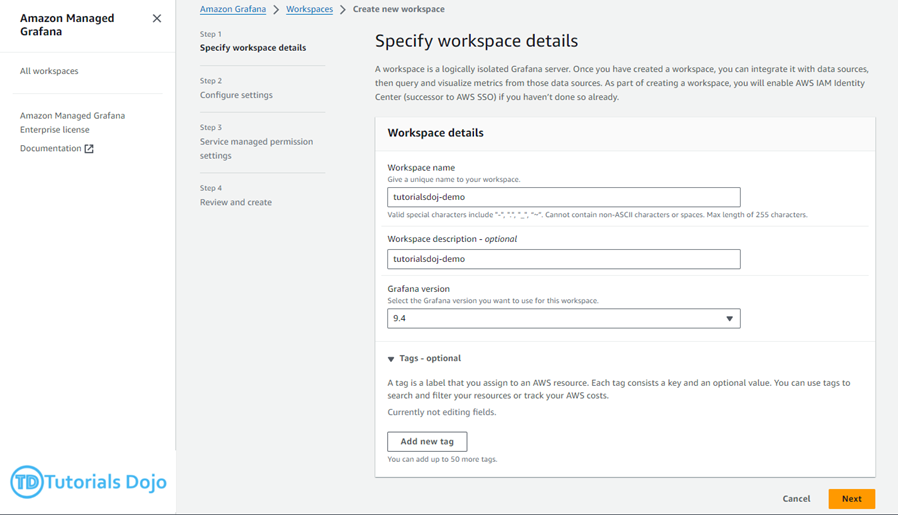 Amazon Managed
Grafana
All workspaces
Amazon Managed Grafana
Enterprise license
Documentation
TD Tutorials Dojo
Amazon Grafana > Workspaces > Create new workspace
Step 1
Specify workspace details
Step 2
Configure settings
Step 3
Service managed permission
settings
Step 4
Review and create
Specify workspace details
A workspace is a logically isolated Grafana server. Once you have created a workspace, you can integrate it with data sources,
then query and visualize metrics from those data sources. As part of creating a workspace, you will enable AWS IAM Identity
Center (successor to AWS SSO) if you haven't done so already.
Workspace details
Workspace name
Give a unique name to your workspace.
tutorialsdoj-demo
Valid special characters include "-", ".", "_", "~". Cannot contain non-ASCII characters or spaces. Max length of 255 characters.
Workspace description - optional
tutorialsdoj-demo
Grafana version
Select the Grafana version you want to use for this workspace.
9.4
Tags - optional
A tag is a label that you assign to an AWS resource. Each tag consists a key and an optional value. You can use tags to
search and filter your resources or track your AWS costs.
Currently not editing fields.
Add new tag
You can add up to 50 more tags.
Cancel
Next